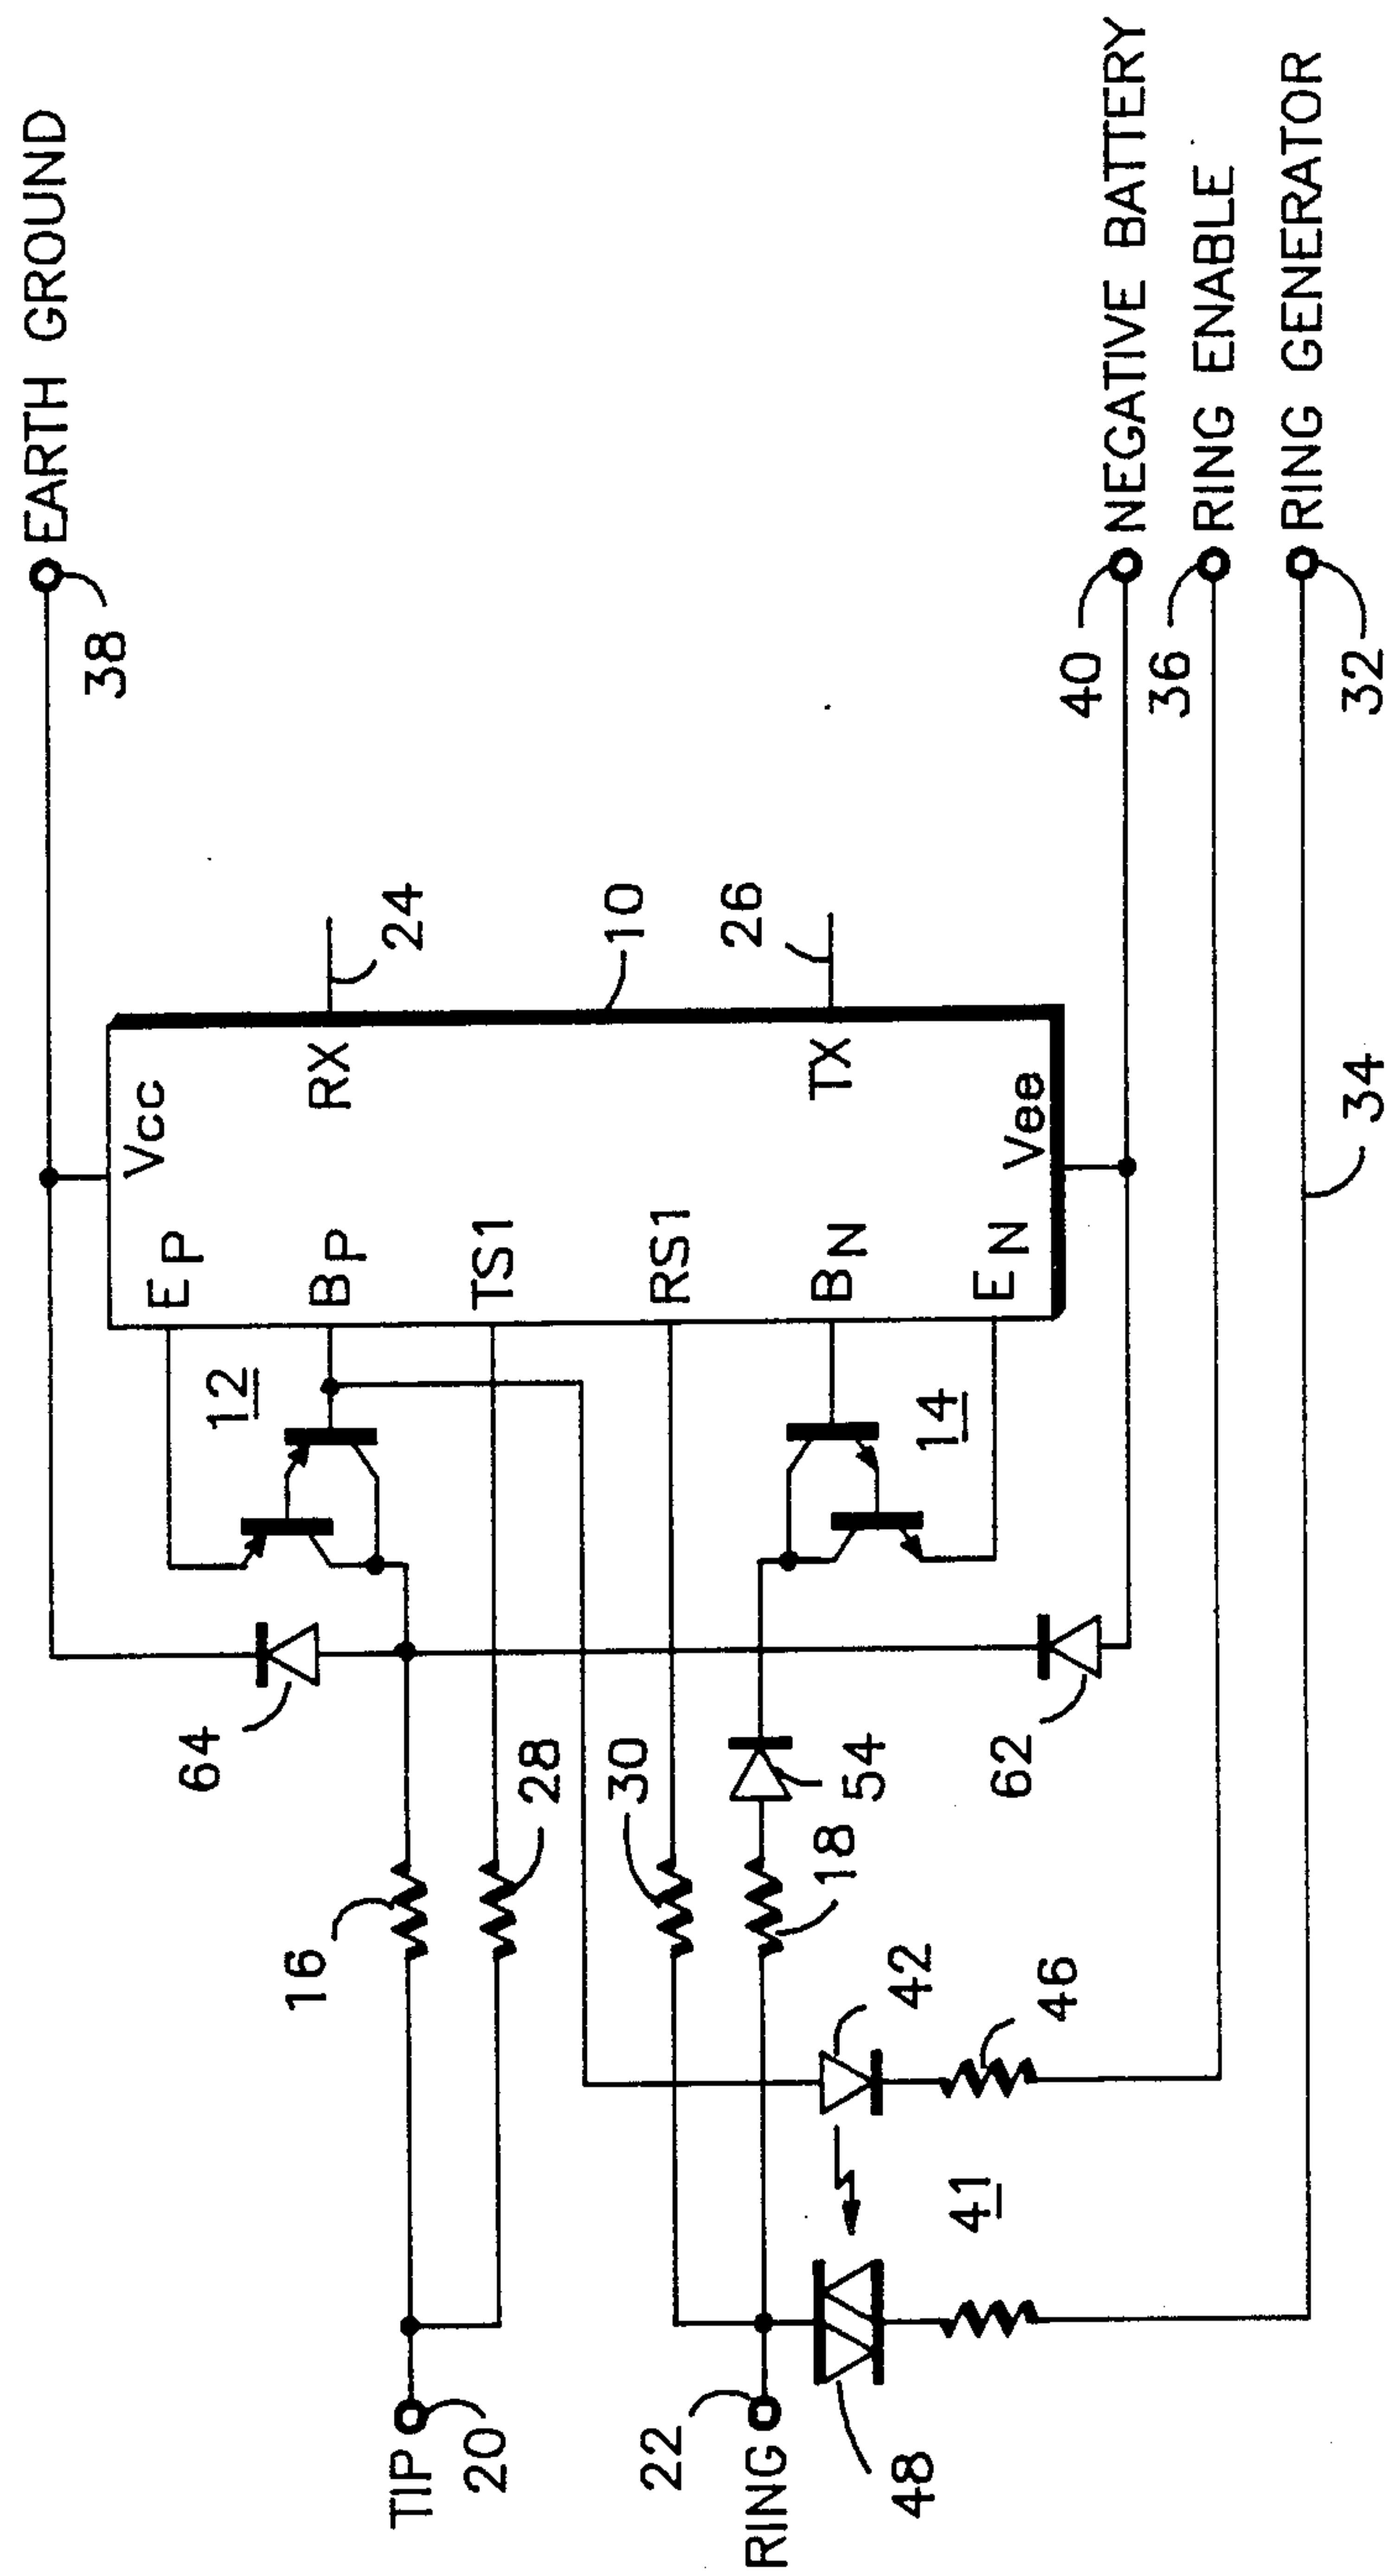 EARTH GROUND
38
Vcc
EP
12
64
BP
RX
24
16
TIP
20
TS1
28
10
RS1
30
22
RING
BN
TX
26
54
18
14
EN
Vee
62
42
46
41
48
40
NEGATIVE BATTERY
36
RING ENABLE
34
32
RING GENERATOR